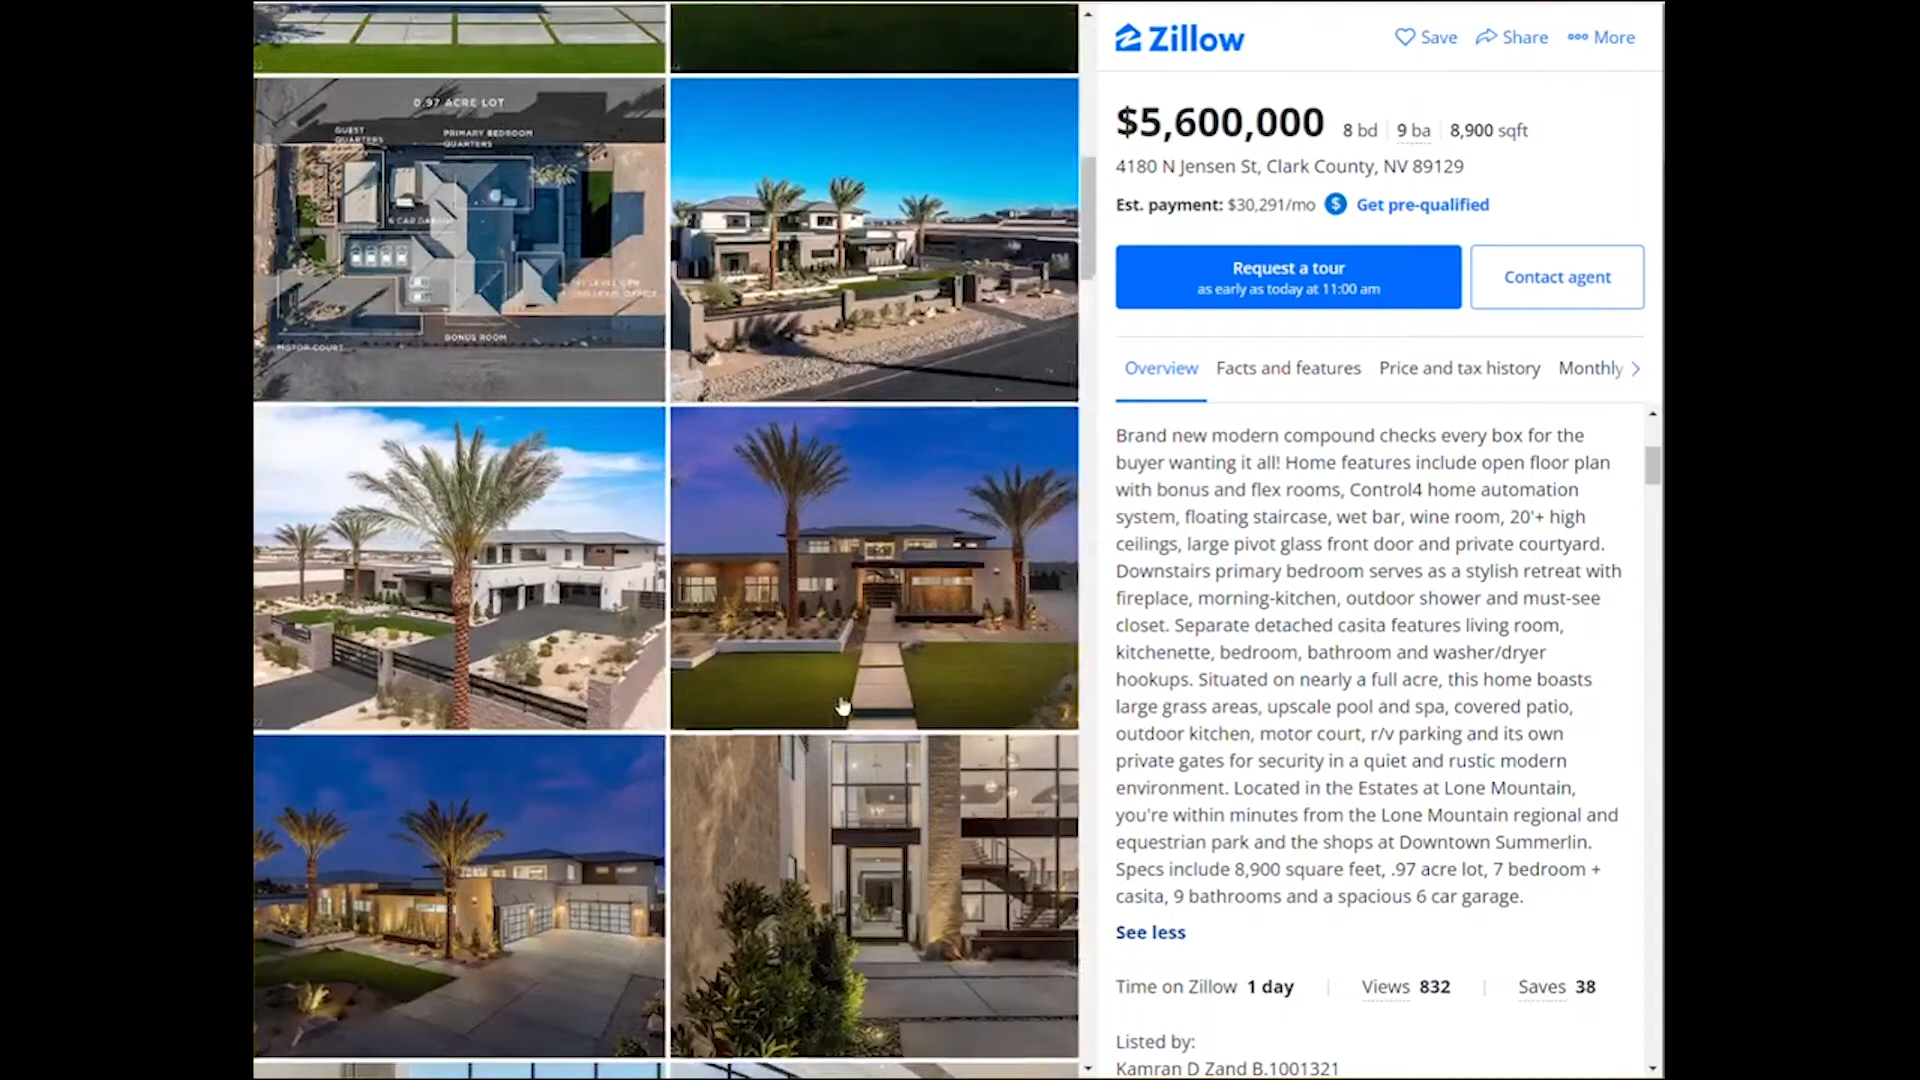 0.97 ACRE LOT
GUEST
QUARTERS
PRIMARY BEDROOM
QUARTERS
6 CAR GARAGE
BONUS ROOM
MOTOR COURT
Zillow
Save
Share
More
$5,600,000 8 bd 9 ba 8,900 sqft
4180 N Jensen St, Clark County, NV 89129
Est. payment: $30,291/mo $ Get pre-qualified
Request a tour
as early as today at 11:00 am
Contact agent
Overview Facts and features Price and tax history Monthly
Brand new modern compound checks every box for the
buyer wanting it all! Home features include open floor plan
with bonus and flex rooms, Control4 home automation
system, floating staircase, wet bar, wine room, 20'+ high
ceilings, large pivot glass front door and private courtyard.
Downstairs primary bedroom serves as a stylish retreat with
fireplace, morning-kitchen, outdoor shower and must-see
closet. Separate detached casita features living room,
kitchenette, bedroom, bathroom and washer/dryer
hookups. Situated on nearly a full acre, this home boasts
large grass areas, upscale pool and spa, covered patio,
outdoor kitchen, motor court, r/v parking and its own
private gates for security in a quiet and rustic modern
environment. Located in the Estates at Lone Mountain,
you're within minutes from the Lone Mountain regional and
equestrian park and the shops at Downtown Summerlin.
Specs include 8,900 square feet, .97 acre lot, 7 bedroom +
casita, 9 bathrooms and a spacious 6 car garage.
See less
Time on Zillow 1 day Views 832 Saves 38
Listed by:
Kamran D Zand B.1001321